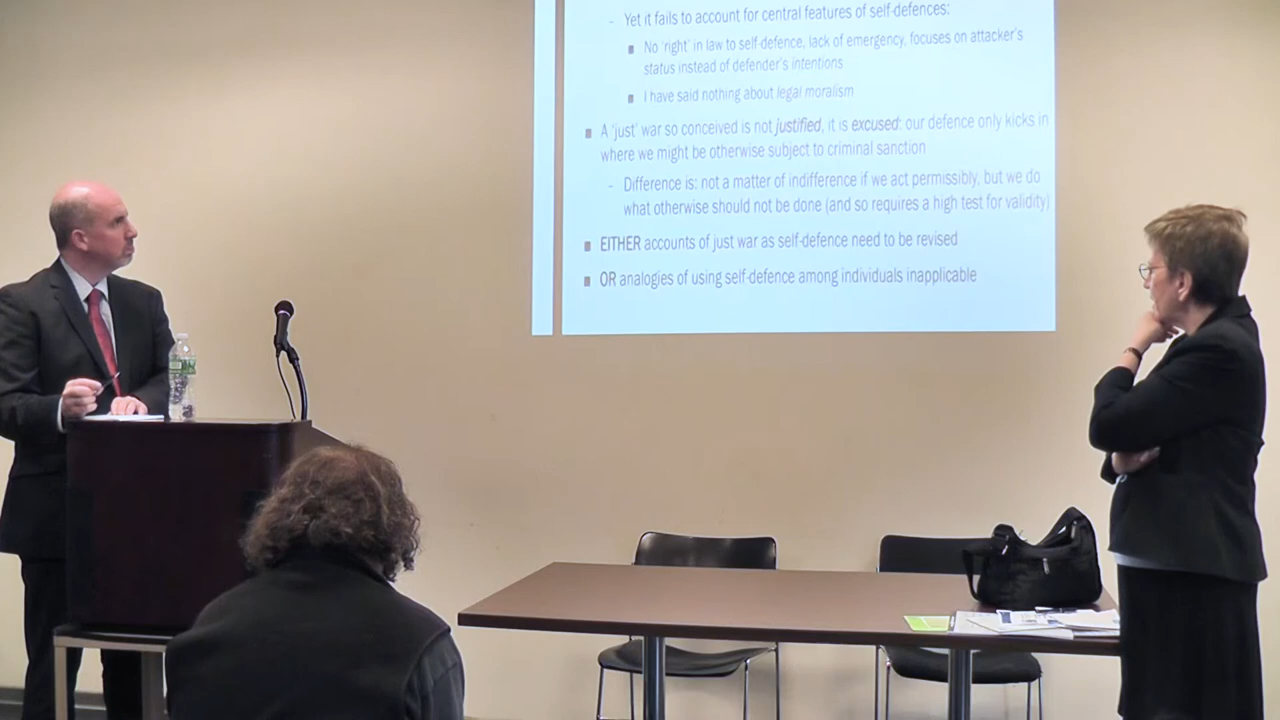 - Yet it fails to account for central features of self-defences:
■ No 'right' in law to self-defence, lack of emergency, focuses on attacker's
status instead of defender's intentions
■ I have said nothing about legal moralism
■ A 'just' war so conceived is not justified, it is excused: our defence only kicks in
where we might be otherwise subject to criminal sanction
- Difference is: not a matter of indifference if we act permissibly, but we do
what otherwise should not be done (and so requires a high test for validity)
■ EITHER accounts of just war as self-defence need to be revised
■ OR analogies of using self-defence among individuals inapplicable